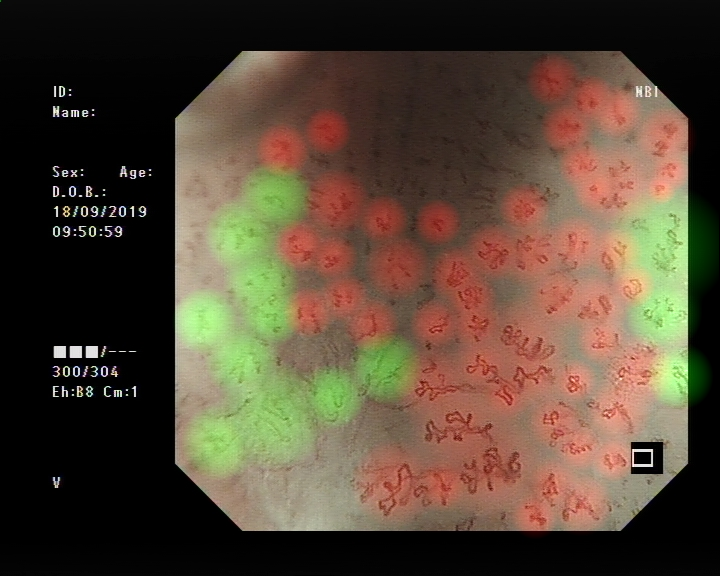 ID:
Name:
NBI
Sex: Age:
D.O.B.:
18/09/2019
09:50:59
■■■/---
300/304
Eh:B8 Cm:1
V